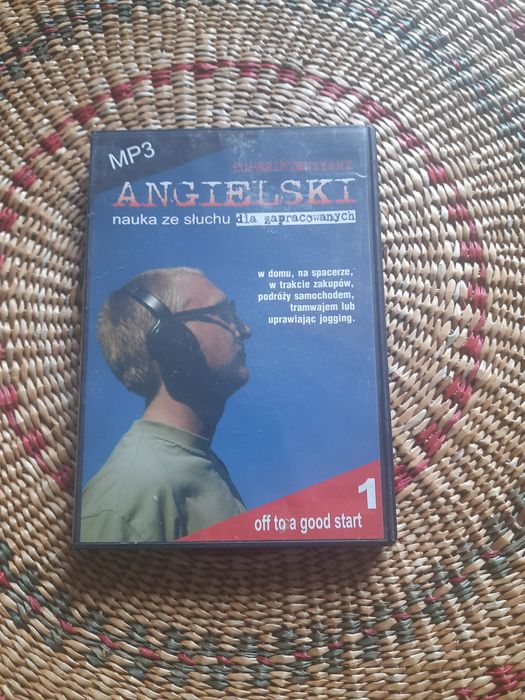 MP3
SUPERINTENSYWNY
ANGIELSKI
nauka ze słuchu dla zapracowanych
w domu, na spacerze,
w trakcie zakupów,
podróży samochodem,
tramwajem lub
uprawiając jogging.
1
off to a good start